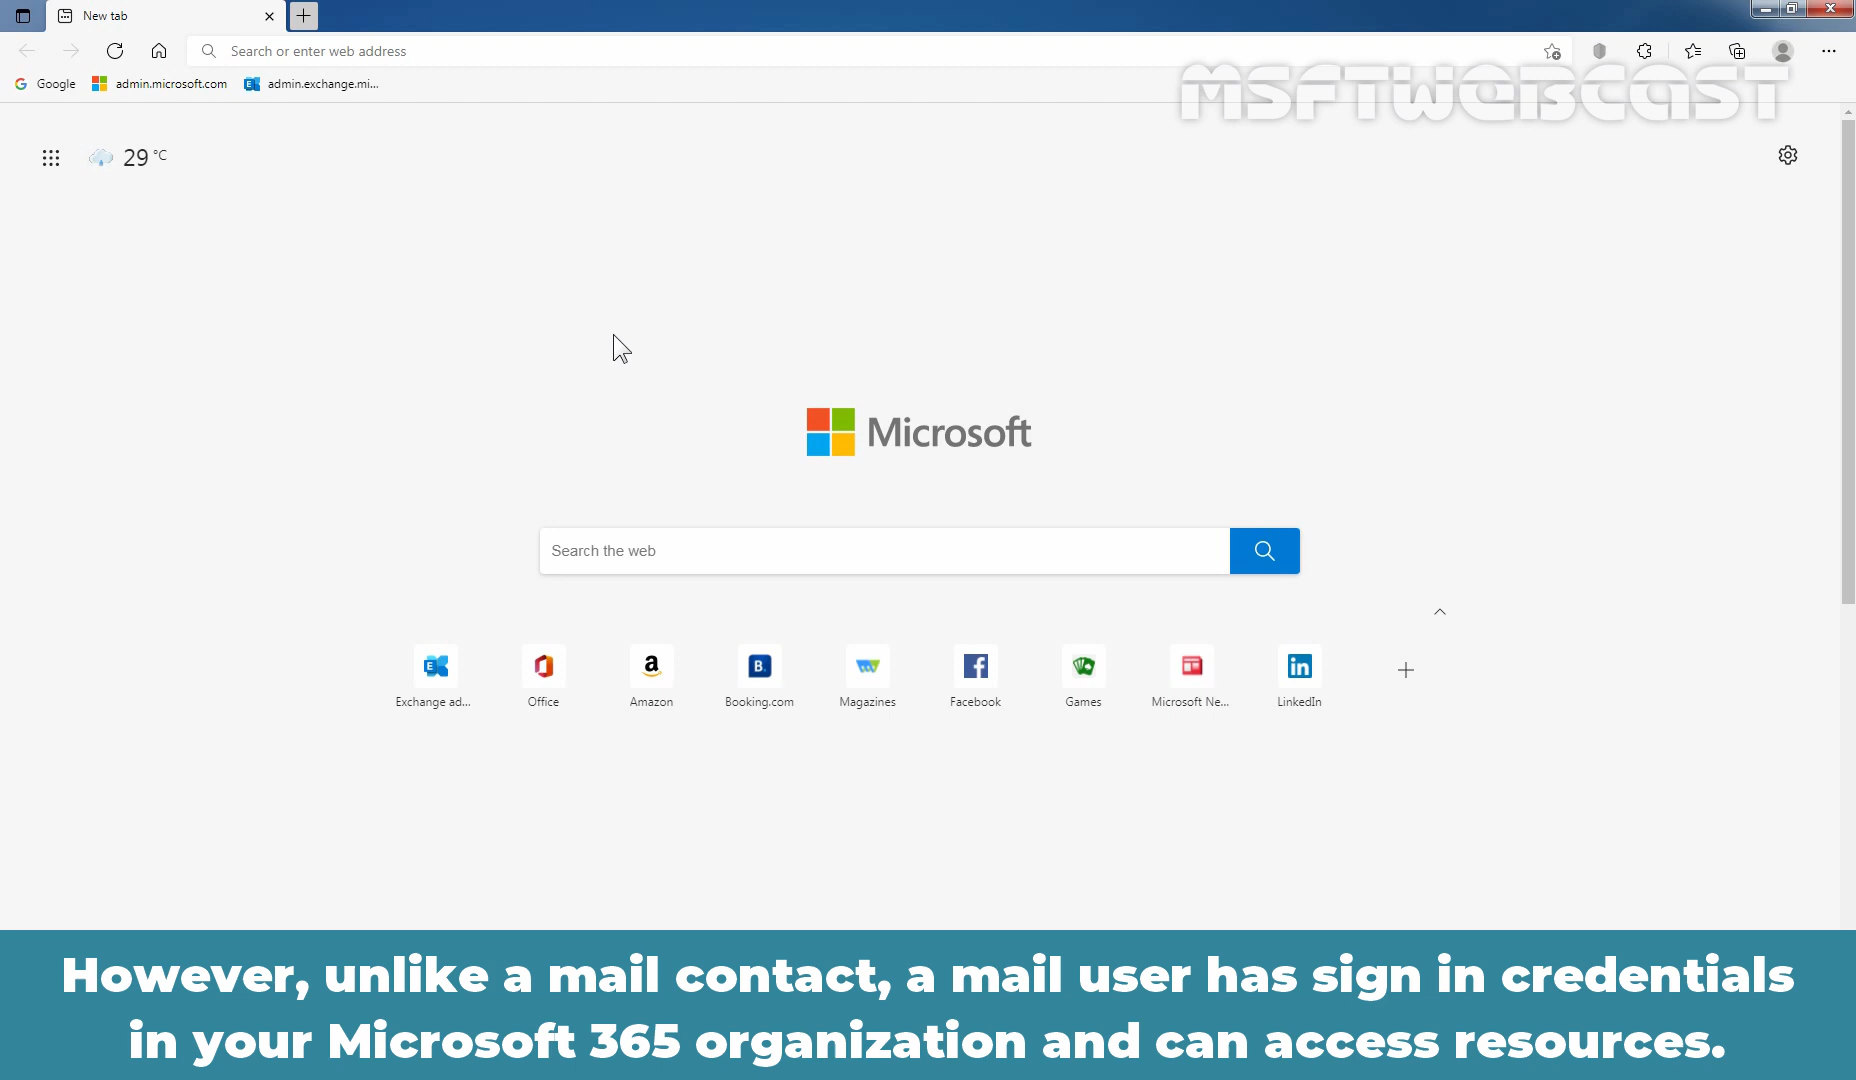 New tab
Search or enter web address
Google
admin.microsoft.com
admin.exchange.mi...
MSFTWEBCAST
29 °C
Microsoft
Search the web
Exchange ad...
Office
Amazon
Booking.com
Magazines
Facebook
Games
Microsoft Ne...
LinkedIn
However, unlike a mail contact, a mail user has sign in credentials
in your Microsoft 365 organization and can access resources.